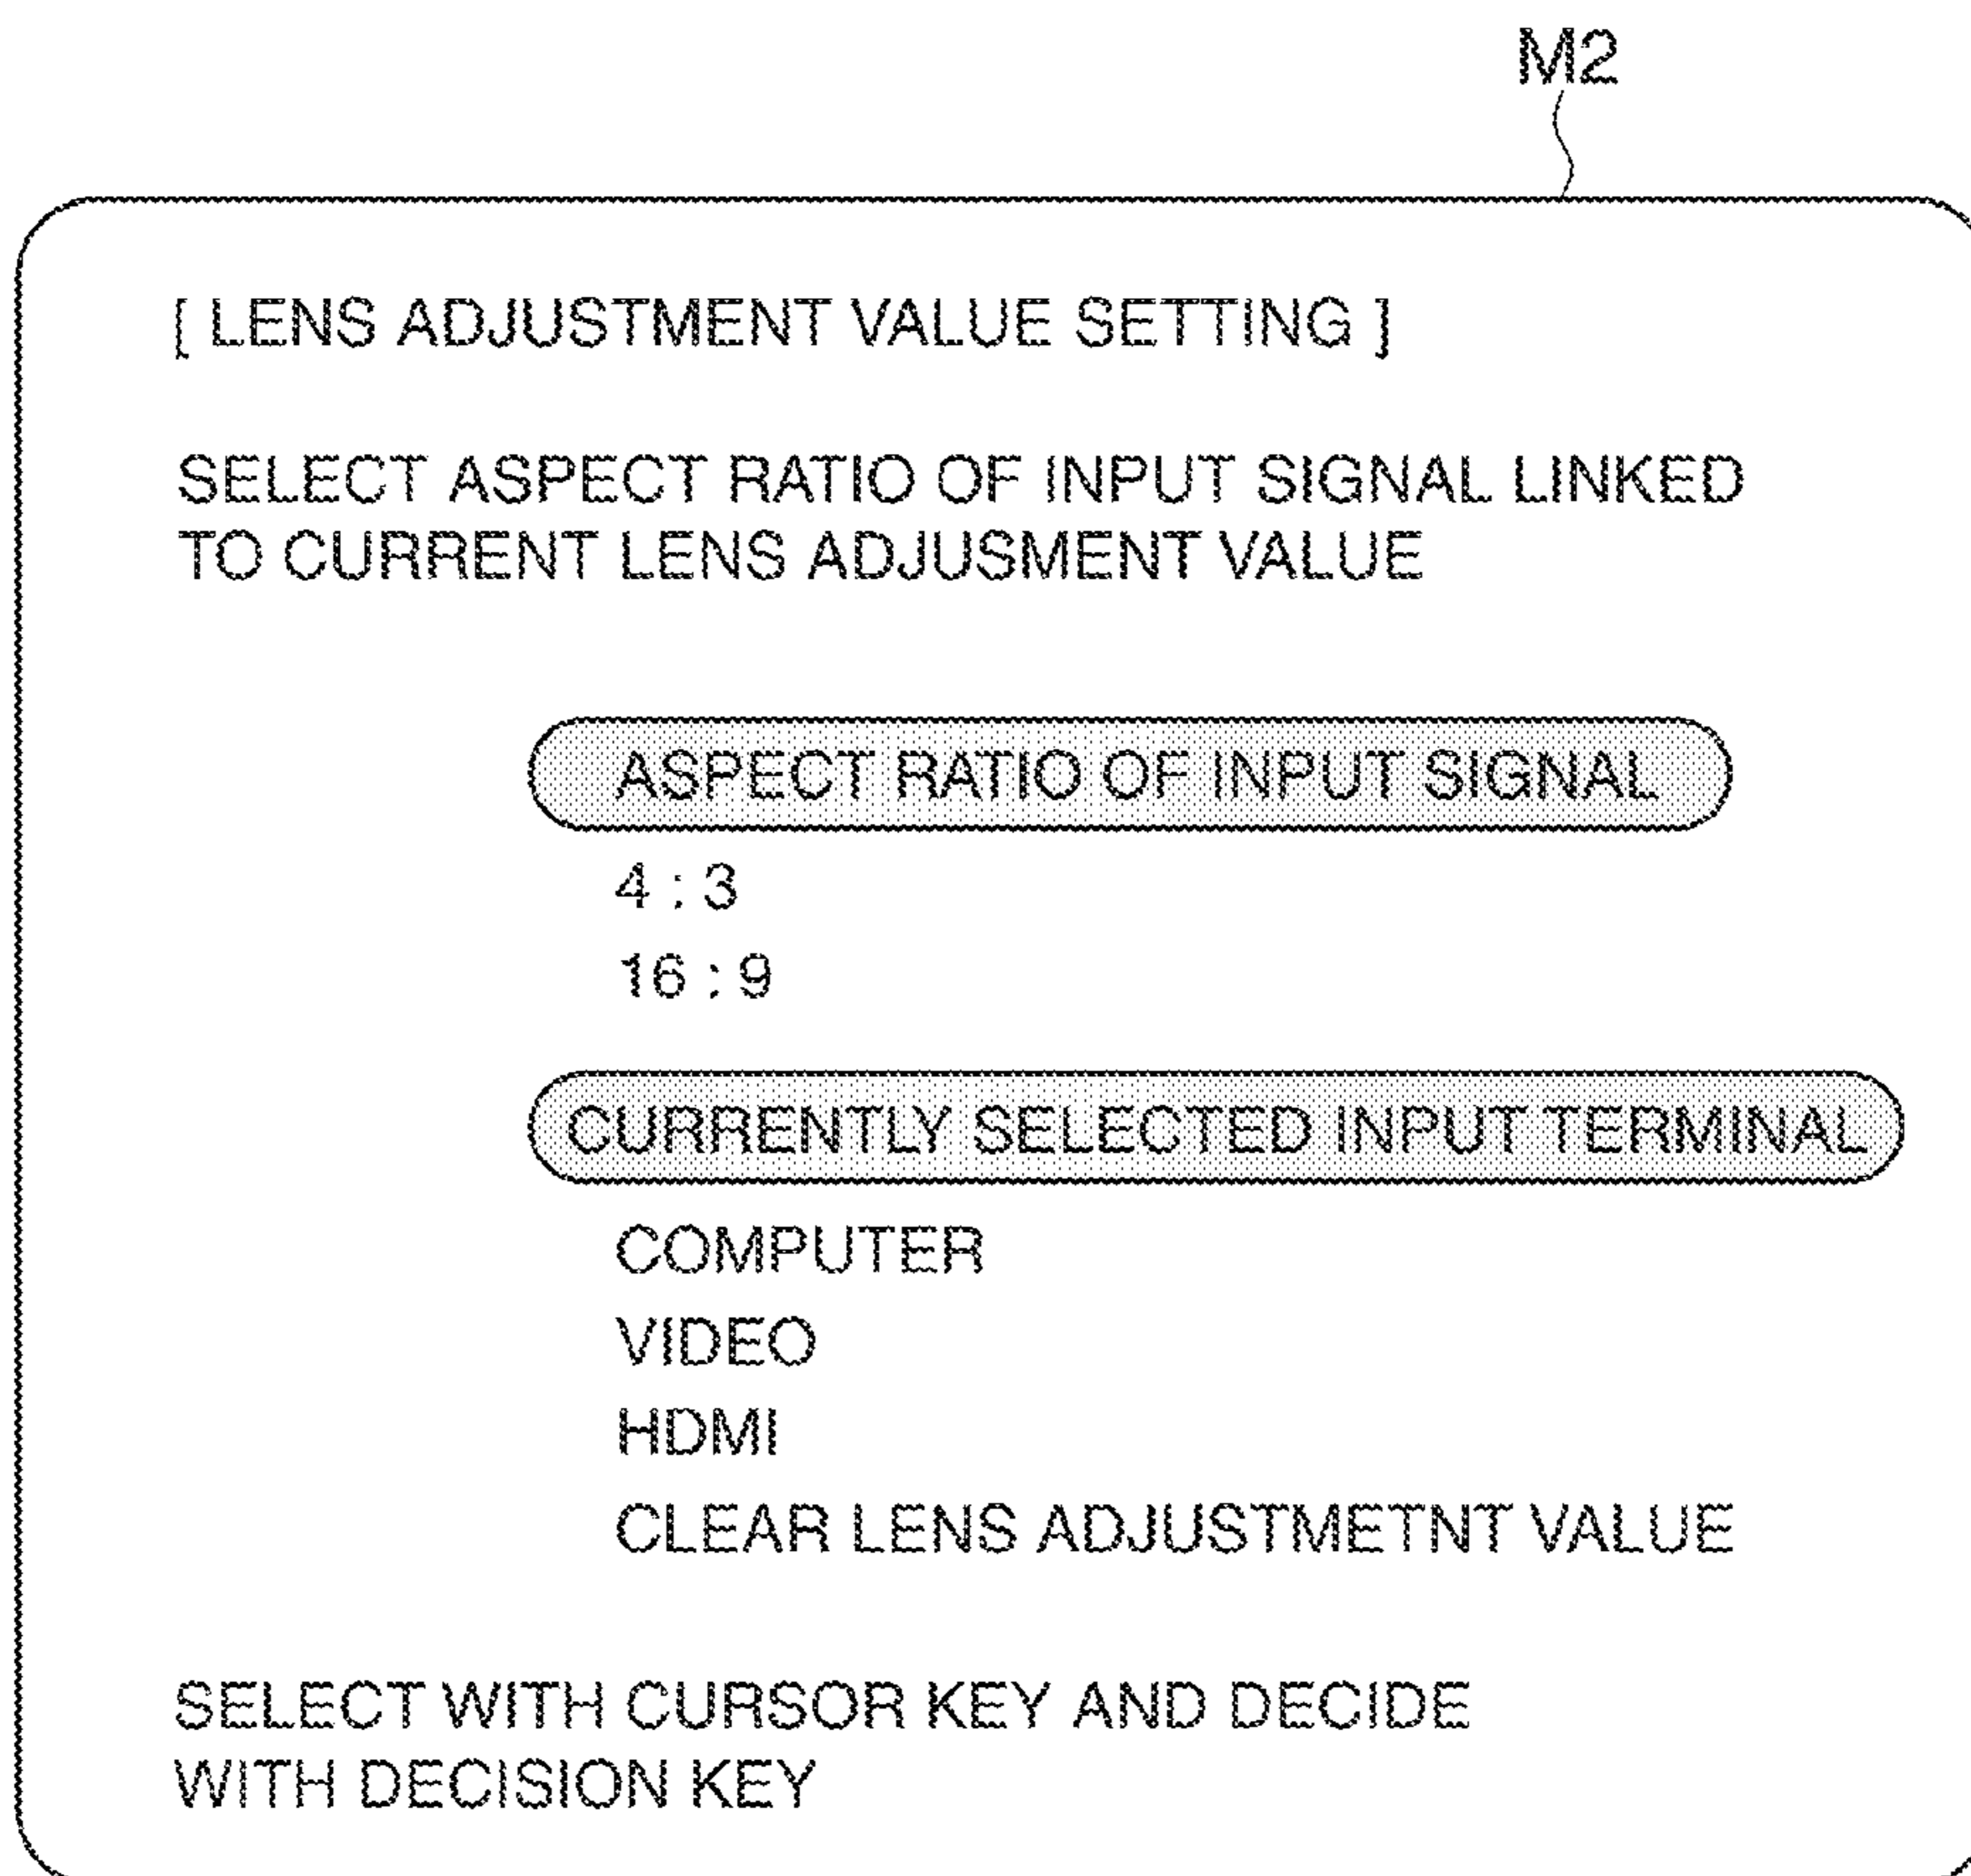 M2
[ LENS ADJUSTMENT VALUE SETTING ]
SELECT ASPECT RATIO OF INPUT SIGNAL LINKED
TO CURRENT LENS ADJUSMENT VALUE
ASPECT RATIO OF INPUT SIGNAL
4 : 3
16 : 9
CURRENTLY SELECTED INPUT TERMINAL
COMPUTER
VIDEO
HDMI
CLEAR LENS ADJUSTMETNT VALUE
SELECT WITH CURSOR KEY AND DECIDE
WITH DECISION KEY